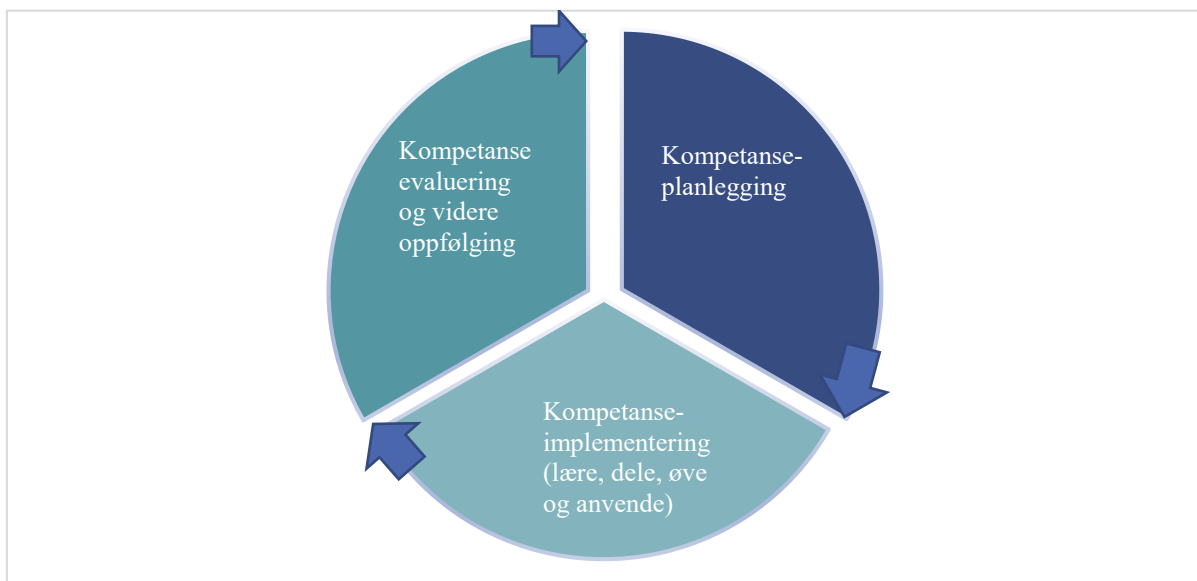 Kompetanse
evaluering
og videre
oppfølging
Kompetanse-
planlegging
Kompetanse-
implementering
(lære, dele, øve
og anvende)